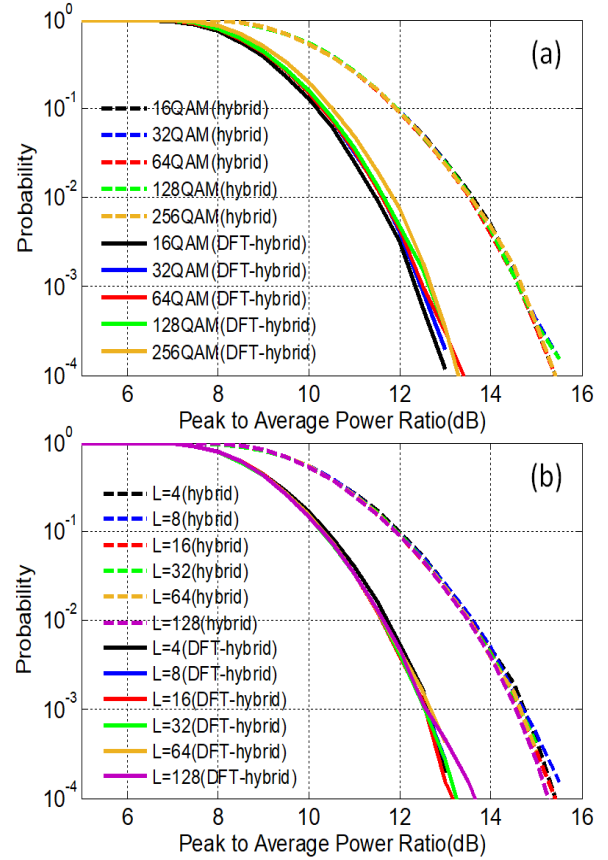 (a)
Probability
10^0
10^-1
10^-2
10^-3
10^-4
16QAM(hybrid)
32QAM(hybrid)
64QAM(hybrid)
128QAM(hybrid)
256QAM(hybrid)
16QAM(DFT-hybrid)
32QAM(DFT-hybrid)
64QAM(DFT-hybrid)
128QAM(DFT-hybrid)
256QAM(DFT-hybrid)
6 8 10 12 14 16
Peak to Average Power Ratio(dB)
(b)
Probability
10^0
10^-1
10^-2
10^-3
10^-4
L=4(hybrid)
L=8(hybrid)
L=16(hybrid)
L=32(hybrid)
L=64(hybrid)
L=128(hybrid)
L=4(DFT-hybrid)
L=8(DFT-hybrid)
L=16(DFT-hybrid)
L=32(DFT-hybrid)
L=64(DFT-hybrid)
L=128(DFT-hybrid)
6 8 10 12 14 16
Peak to Average Power Ratio(dB)